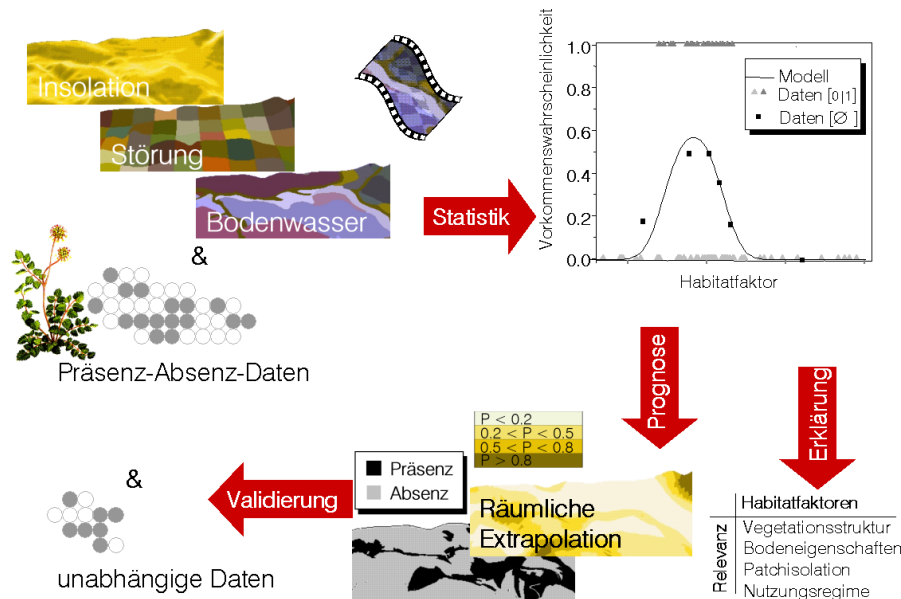 Insolation
Störung
Bodenwasser
&
Präsenz-Absenz-Daten
Statistik
Vorkommenswahrscheinlichkeit
1.0
0.8
0.6
0.4
0.2
0.0
Modell
Daten [0|1]
Daten [Ø ]
Habitatfaktor
Prognose
Erklärung
P < 0.2
0.2 < P < 0.5
0.5 < P < 0.8
P > 0.8
Präsenz
Absenz
Räumliche
Extrapolation
Validierung
&
unabhängige Daten
Habitatfaktoren
Relevanz
Vegetationsstruktur
Bodeneigenschaften
Patchisolation
Nutzungsregime